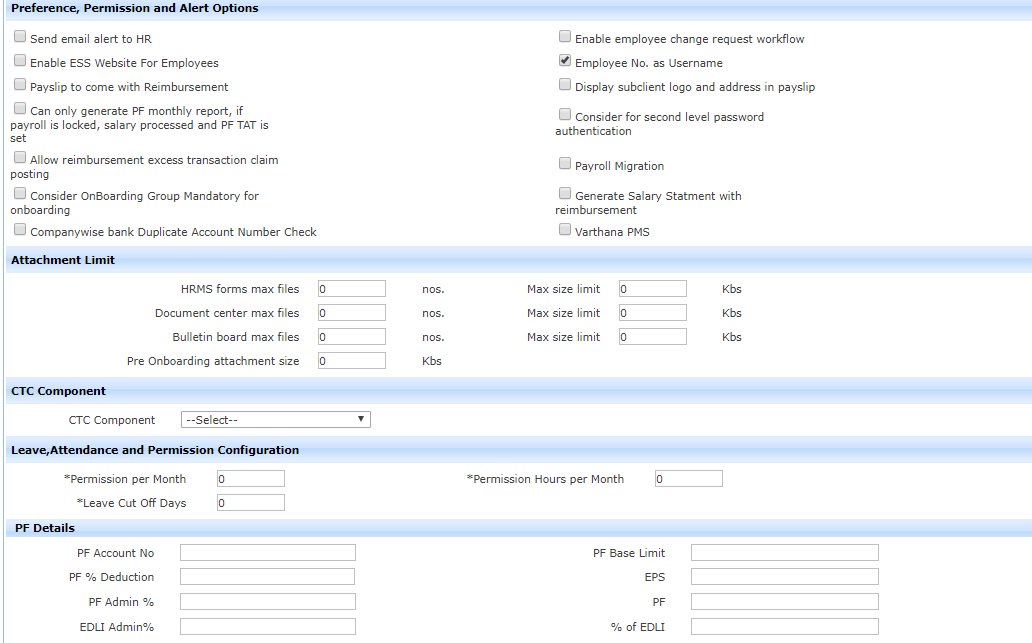 Preference, Permission and Alert Options
Send email alert to HR
Enable employee change request workflow
Enable ESS Website For Employees
Employee No. as Username
Payslip to come with Reimbursement
Display subclient logo and address in payslip
Can only generate PF monthly report, if
payroll is locked, salary processed and PF TAT is
set
Consider for second level password
authentication
Allow reimbursement excess transaction claim
posting
Payroll Migration
Consider OnBoarding Group Mandatory for
onboarding
Generate Salary Statment with
reimbursement
Companywise bank Duplicate Account Number Check
Varthana PMS
Attachment Limit
HRMS forms max files 0 nos. Max size limit 0 Kbs
Document center max files 0 nos. Max size limit 0 Kbs
Bulletin board max files 0 nos. Max size limit 0 Kbs
Pre Onboarding attachment size 0 Kbs
CTC Component
CTC Component --Select--
Leave,Attendance and Permission Configuration
*Permission per Month 0 *Permission Hours per Month 0
*Leave Cut Off Days 0
PF Details
PF Account No PF Base Limit
PF % Deduction EPS
PF Admin % PF
EDLI Admin% % of EDLI